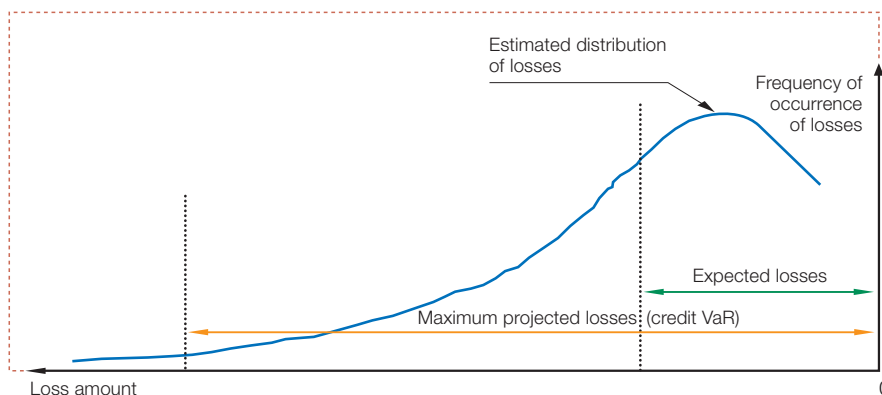 Estimated distribution
of losses
Frequency of
occurrence
of losses
Expected losses
Maximum projected losses (credit VaR)
Loss amount